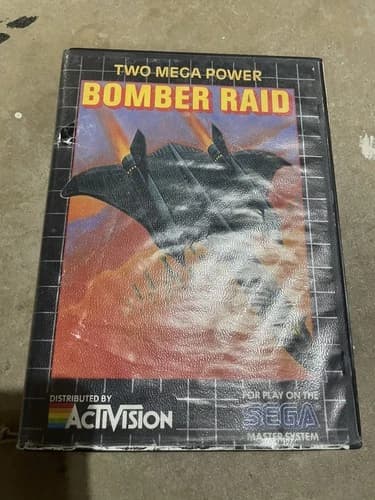 TWO MEGA POWER
BOMBER RAID
DISTRIBUTED BY
ACTIVISION
FOR PLAY ON THE
SEGA
MASTER SYSTEM